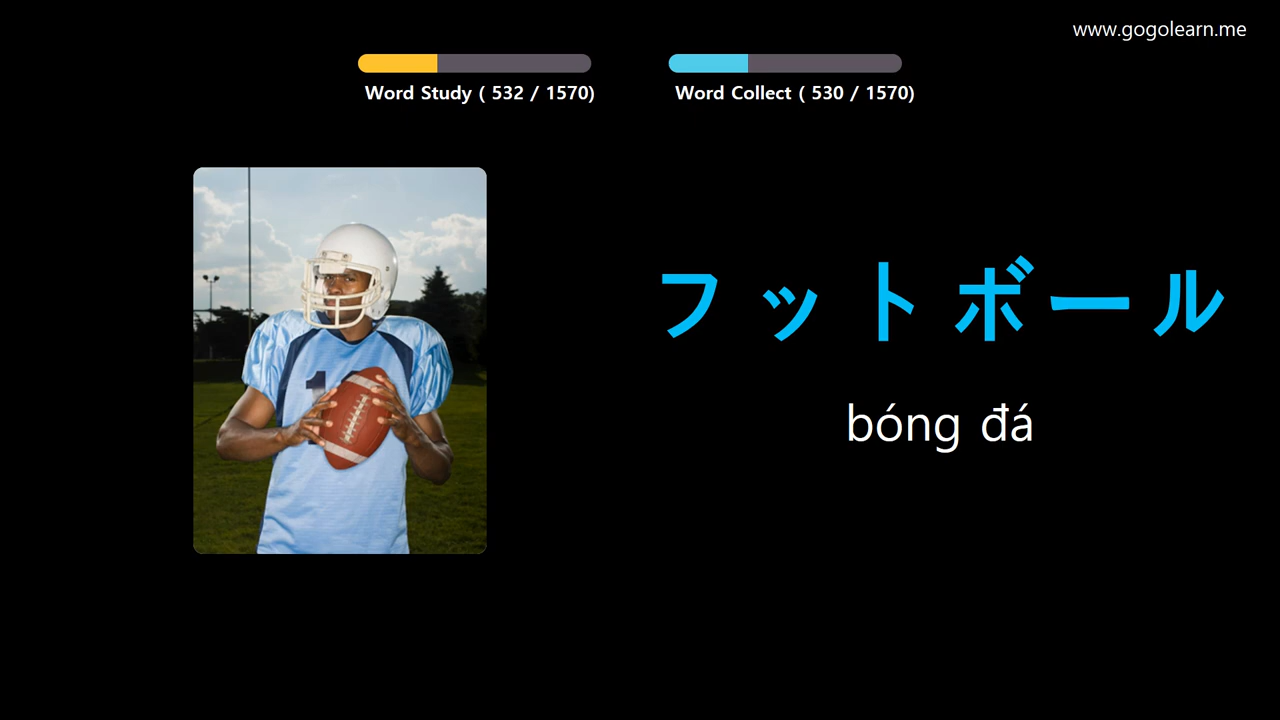 www.gogolearn.me
Word Study ( 532 / 1570)
Word Collect ( 530 / 1570)
フットボール
bóng đá